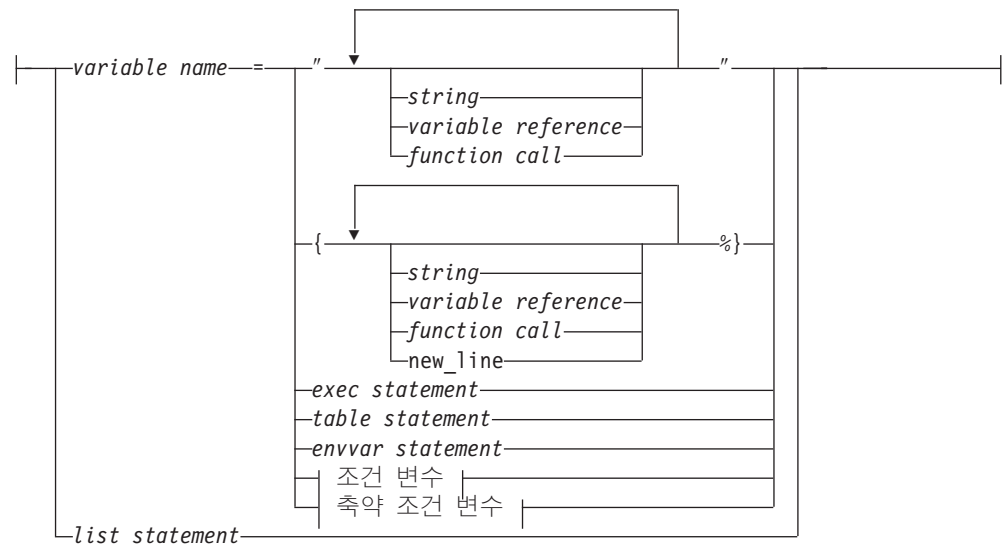 variable name = " "
string
variable reference
function call
{ %}
string
variable reference
function call
new_line
exec statement
table statement
envvar statement
조건 변수
축약 조건 변수
list statement